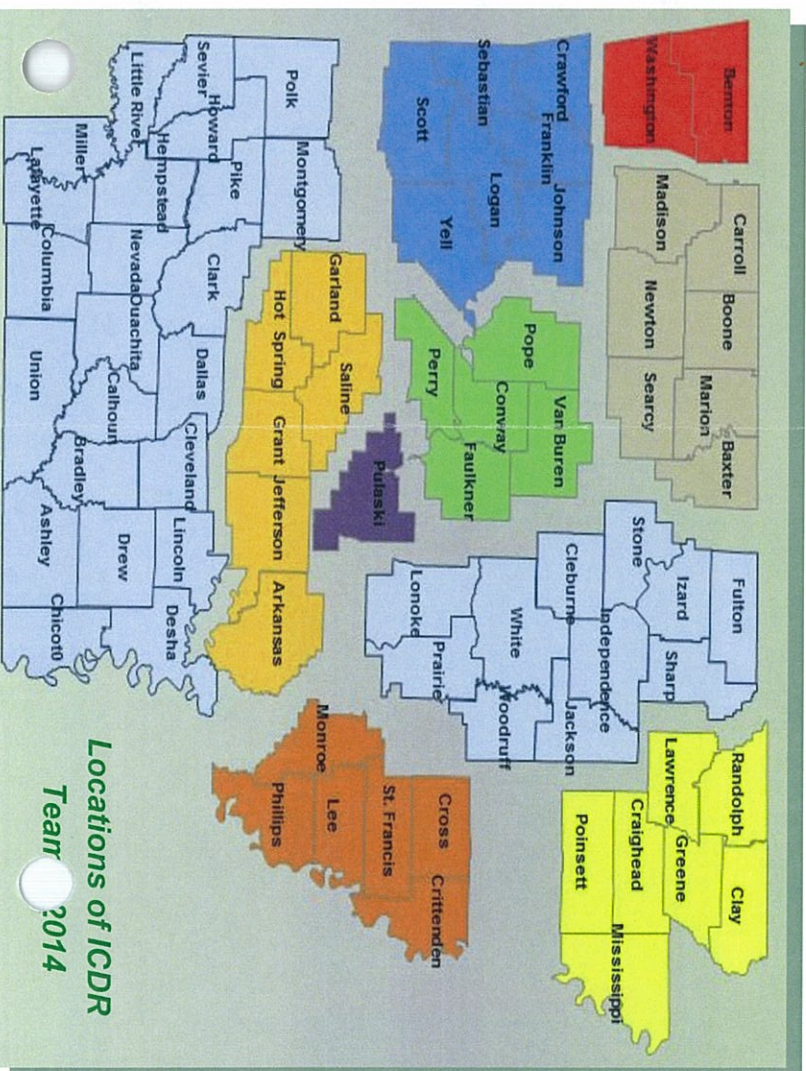 Benton
Washington
Carroll
Boone
Marion
Baxter
Madison
Newton
Searcy
Fulton
Izard
Sharp
Stone
Independence
Cleburne
Jackson
White
Woodruff
Lonoke
Prairie
Randolph
Clay
Lawrence
Greene
Craighead
Mississippi
Poinsett
Crawford
Franklin
Johnson
Sebastian
Logan
Scott
Yell
Pope
Van Buren
Conway
Perry
Faulkner
Pulaski
Cross
Crittenden
St. Francis
Lee
Monroe
Phillips
Garland
Saline
Hot Spring
Grant
Jefferson
Arkansas
Polk
Montgomery
Sevier
Howard
Pike
Clark
Little River
Hempstead
Nevada
Ouachita
Dallas
Cleveland
Lincoln
Desha
Miller
Lafayette
Columbia
Union
Calhoun
Bradley
Drew
Ashley
Chicot0
Locations of ICDR
Team 2014